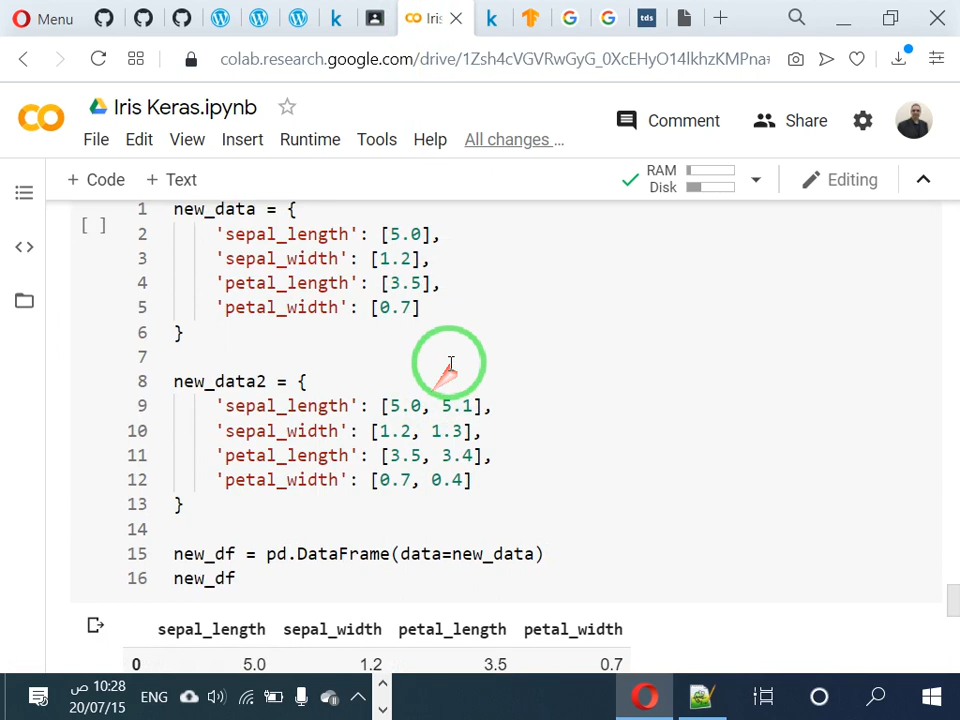 Menu
Iris
tds
colab.research.google.com/drive/1Zsh4cVGVRwGyG_0XcEHyO14lkhzKMPna
Iris Keras.ipynb
Comment
Share
File Edit View Insert Runtime Tools Help All changes …
+ Code + Text
RAM
Disk
Editing
[ ]
1 new_data = {
2 'sepal_length': [5.0],
3 'sepal_width': [1.2],
4 'petal_length': [3.5],
5 'petal_width': [0.7]
6 }
7
8 new_data2 = {
9 'sepal_length': [5.0, 5.1],
10 'sepal_width': [1.2, 1.3],
11 'petal_length': [3.5, 3.4],
12 'petal_width': [0.7, 0.4]
13 }
14
15 new_df = pd.DataFrame(data=new_data)
16 new_df
sepal_length sepal_width petal_length petal_width
0 5.0 1.2 3.5 0.7
10:28 ص
20/07/15
ENG